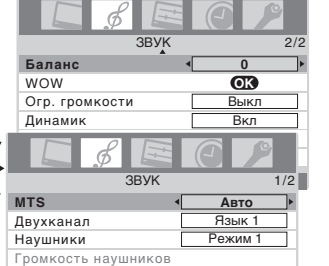 ЗВУК 2/2
Баланс 0
WOW OK
Огр. громкости Выкл
Динамик Вкл
ЗВУК 1/2
MTS Авто
Двухканал Язык 1
Наушники Режим 1
Громкость наушников